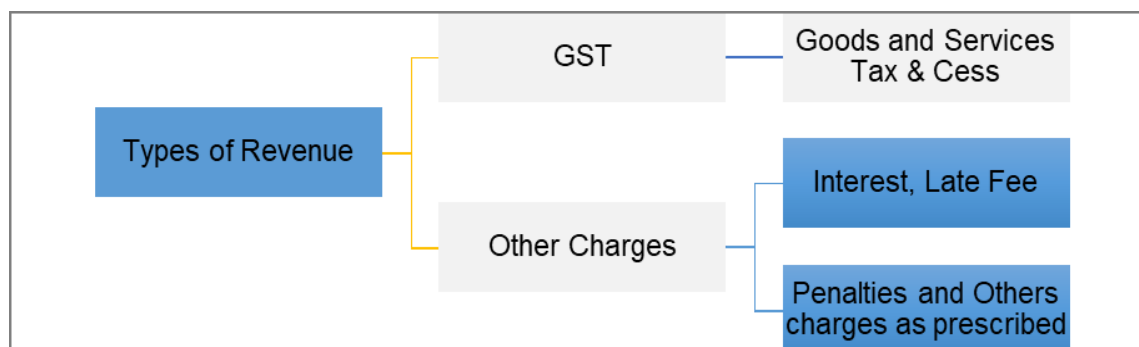 Types of Revenue
GST
Goods and Services
Tax & Cess
Other Charges
Interest, Late Fee
Penalties and Others
charges as prescribed